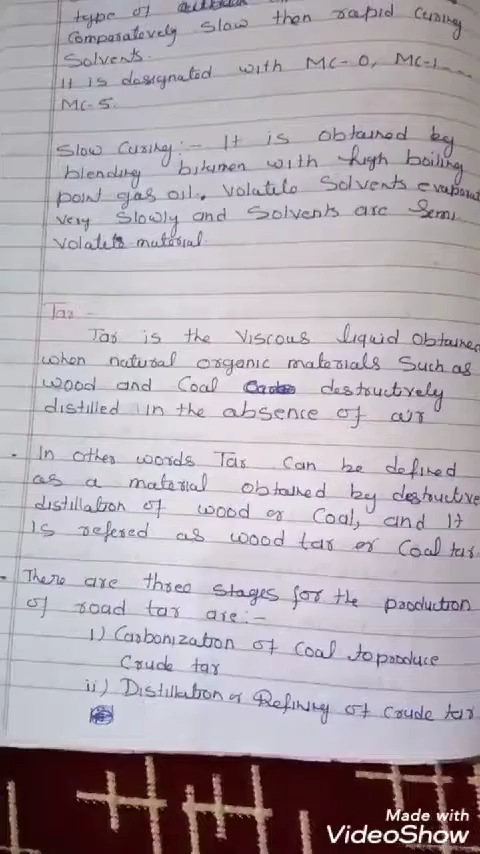 type of
Comparatevely slow then rapid Curing
Solvents.
It is designated with MC-0, MC-1 ----
MC-5.
Slow Curing:- It is obtained by
blending bitumen with high boiling
point gas oil. Volatile Solvents evaporat
very slowly and Solvents are Semi
volatile material.
Tar -
Tar is the viscous liquid obtained
when natural organic materials Such as
wood and Coal destructively
distilled in the absence of air
- In other words Tar Can be defined
as a material obtained by destructive
distillation of wood or Coal, and It
is refered as wood tar or Coal tar
- There are three stages for the production
of road tar are:-
i) Carbonization of Coal to produce
Crude tar
ii) Distillation or Refining of Crude tar
Made with
VideoShow